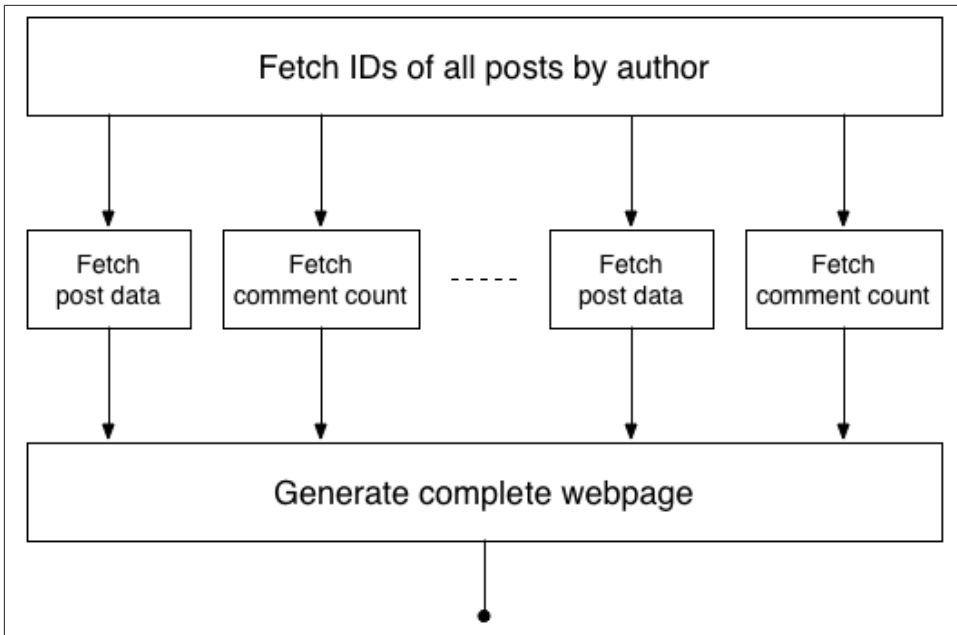 Fetch IDs of all posts by author
Fetch
post data
Fetch
comment count
Fetch
post data
Fetch
comment count
Generate complete webpage